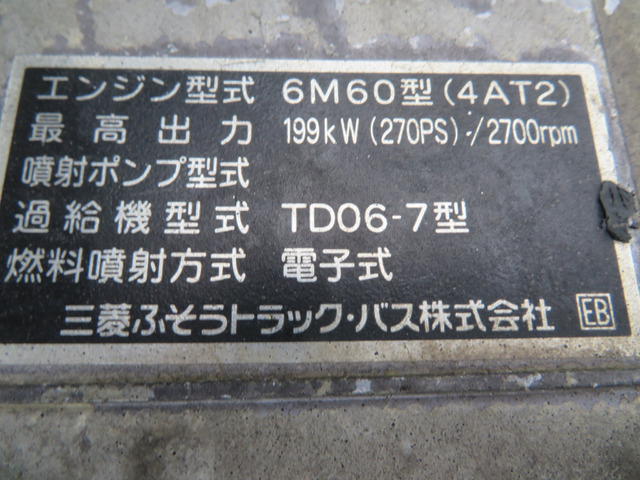 エンジン型式 6M60型(4AT2)
最高出力 199kW(270PS)/2700rpm
噴射ポンプ型式
過給機型式 TD06-7型
燃料噴射方式 電子式
三菱ふそうトラック・バス株式会社 EB